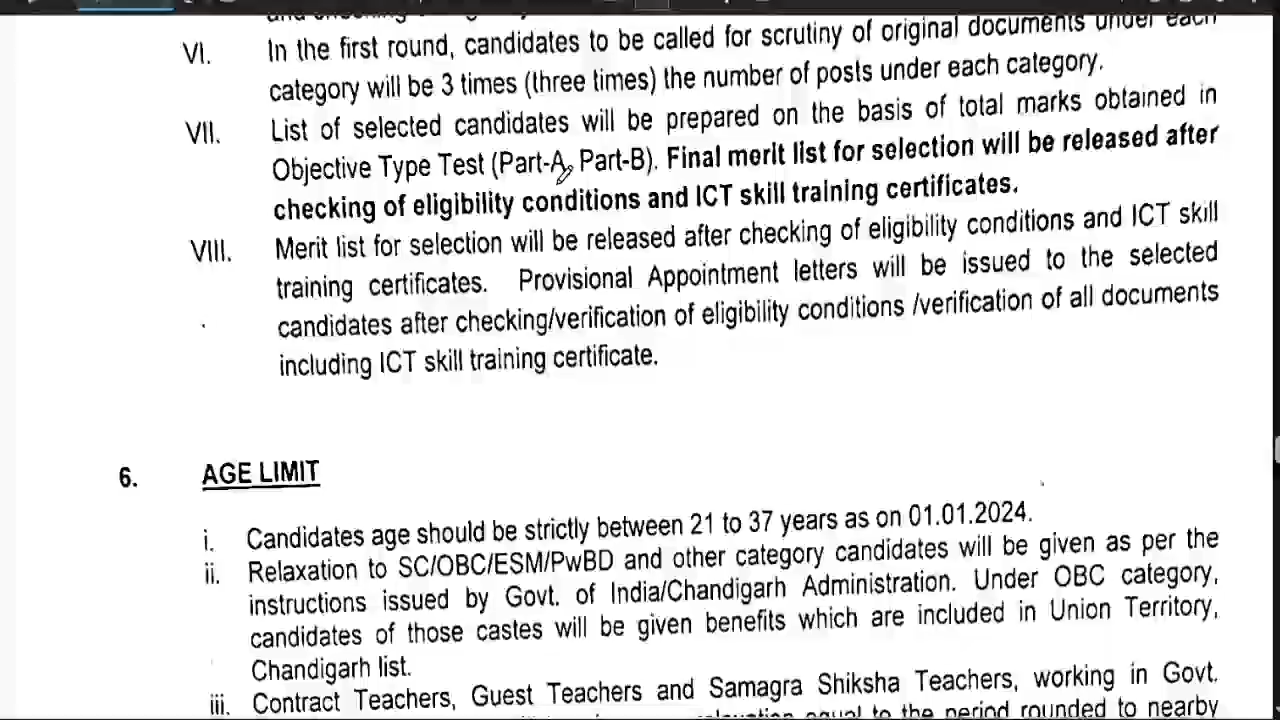 VI. In the first round, candidates to be called for scrutiny of original documents under each
category will be 3 times (three times) the number of posts under each category.
VII. List of selected candidates will be prepared on the basis of total marks obtained in
Objective Type Test (Part-A, Part-B). Final merit list for selection will be released after
checking of eligibility conditions and ICT skill training certificates.
VIII. Merit list for selection will be released after checking of eligibility conditions and ICT skill
training certificates. Provisional Appointment letters will be issued to the selected
candidates after checking/verification of eligibility conditions /verification of all documents
including ICT skill training certificate.
6. AGE LIMIT
i. Candidates age should be strictly between 21 to 37 years as on 01.01.2024.
ii. Relaxation to SC/OBC/ESM/PwBD and other category candidates will be given as per the
instructions issued by Govt. of India/Chandigarh Administration. Under OBC category,
candidates of those castes will be given benefits which are included in Union Territory,
Chandigarh list.
iii. Contract Teachers, Guest Teachers and Samagra Shiksha Teachers, working in Govt.
equal to the period rounded to nearby